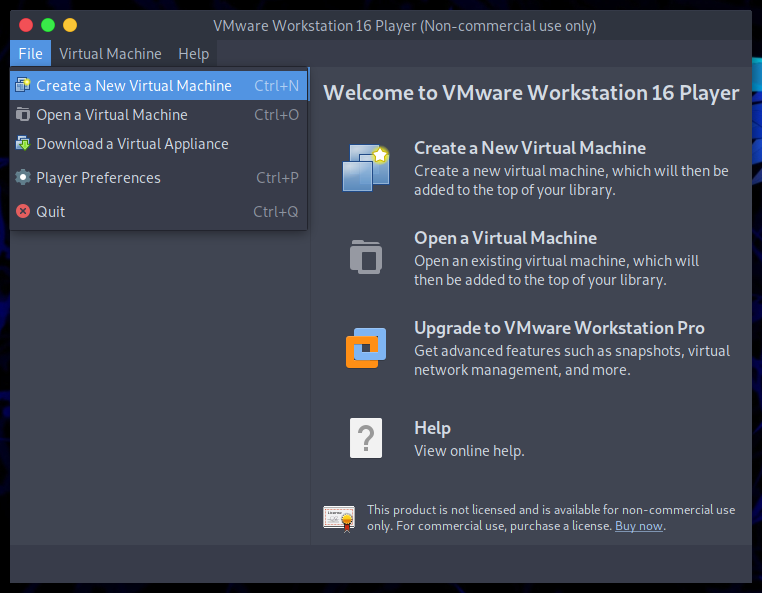 VMware Workstation 16 Player (Non-commercial use only)
File Virtual Machine Help
Create a New Virtual Machine Ctrl+N
Open a Virtual Machine Ctrl+O
Download a Virtual Appliance
Player Preferences Ctrl+P
Quit Ctrl+Q
Welcome to VMware Workstation 16 Player
Create a New Virtual Machine
Create a new virtual machine, which will then be
added to the top of your library.
Open a Virtual Machine
Open an existing virtual machine, which will
then be added to the top of your library.
Upgrade to VMware Workstation Pro
Get advanced features such as snapshots, virtual
network management, and more.
?
Help
View online help.
This product is not licensed and is available for non-commercial use
only. For commercial use, purchase a license. Buy now.